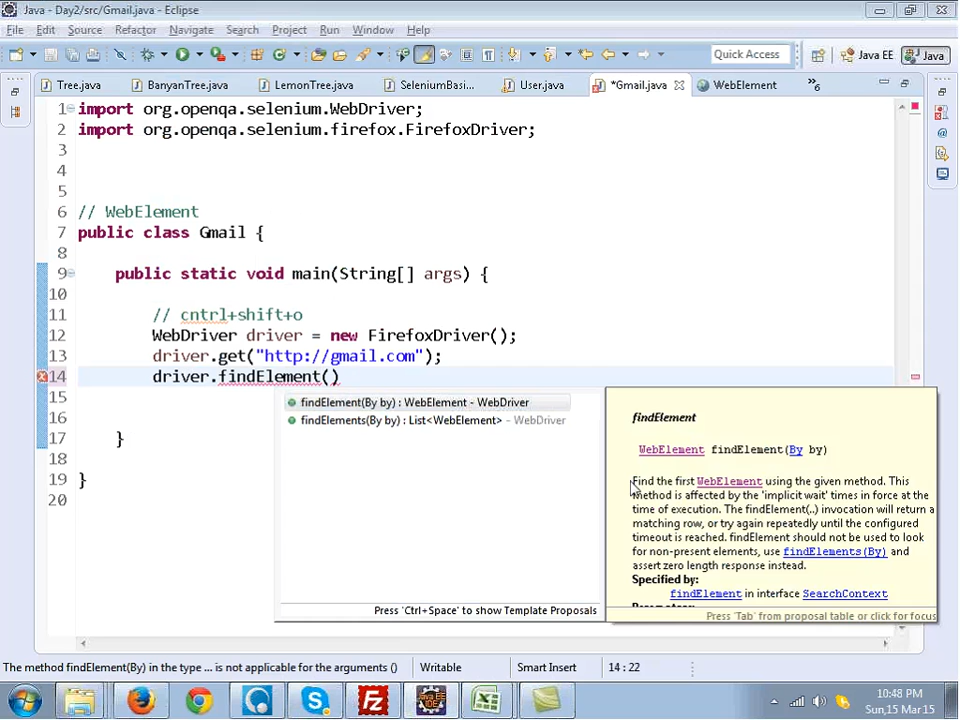 Java - Day2/src/Gmail.java - Eclipse
File Edit Source Refactor Navigate Search Project Run Window Help
Quick Access Java EE Java
Tree.java BanyanTree.java LemonTree.java SeleniumBasi... User.java *Gmail.java WebElement »6
1 import org.openqa.selenium.WebDriver;
2 import org.openqa.selenium.firefox.FirefoxDriver;
3
4
5
6 // WebElement
7 public class Gmail {
8
9 public static void main(String[] args) {
10
11 // cntrl+shift+o
12 WebDriver driver = new FirefoxDriver();
13 driver.get("http://gmail.com");
14 driver.findElement()
15
16
17 }
18
19 }
20
findElement(By by) : WebElement - WebDriver
findElements(By by) : List<WebElement> - WebDriver
Press 'Ctrl+Space' to show Template Proposals
findElement
WebElement findElement(By by)
Find the first WebElement using the given method. This
method is affected by the 'implicit wait' times in force at the
time of execution. The findElement(..) invocation will return a
matching row, or try again repeatedly until the configured
timeout is reached. findElement should not be used to look
for non-present elements, use findElements(By) and
assert zero length response instead.
Specified by:
findElement in interface SearchContext
Press 'Tab' from proposal table or click for focus
The method findElement(By) in the type ... is not applicable for the arguments () Writable Smart Insert 14 : 22
10:48 PM
Sun,15 Mar:15